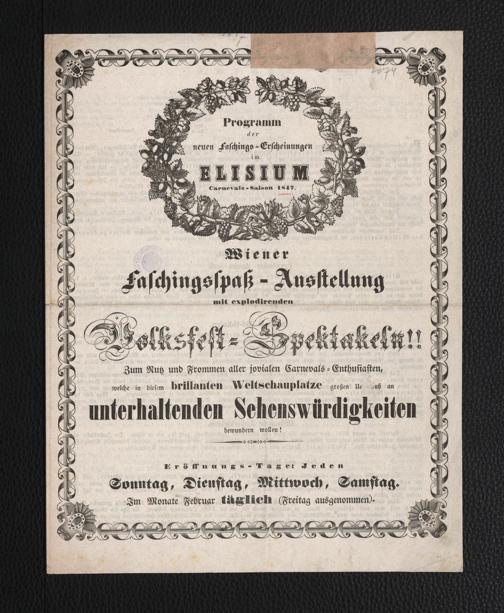 Programm
der
neuen Faschings-Erscheinungen
im
ELISIUM
Carnevals-Saison 1847.
Wiener
Faschingsspaß-Ausstellung
mit explodirenden
Volksfest-Spektakeln!!
Zum Nutz und Frommen aller jovialen Carnevals-Enthusiasten,
welche in diesem brillanten Weltschauplatze großen an
unterhaltenden Sehenswürdigkeiten
bewundern wollen!
Eröffnungs-Tage: Jeden
Sonntag, Dienstag, Mittwoch, Samstag.
Im Monate Februar täglich (Freitag ausgenommen).